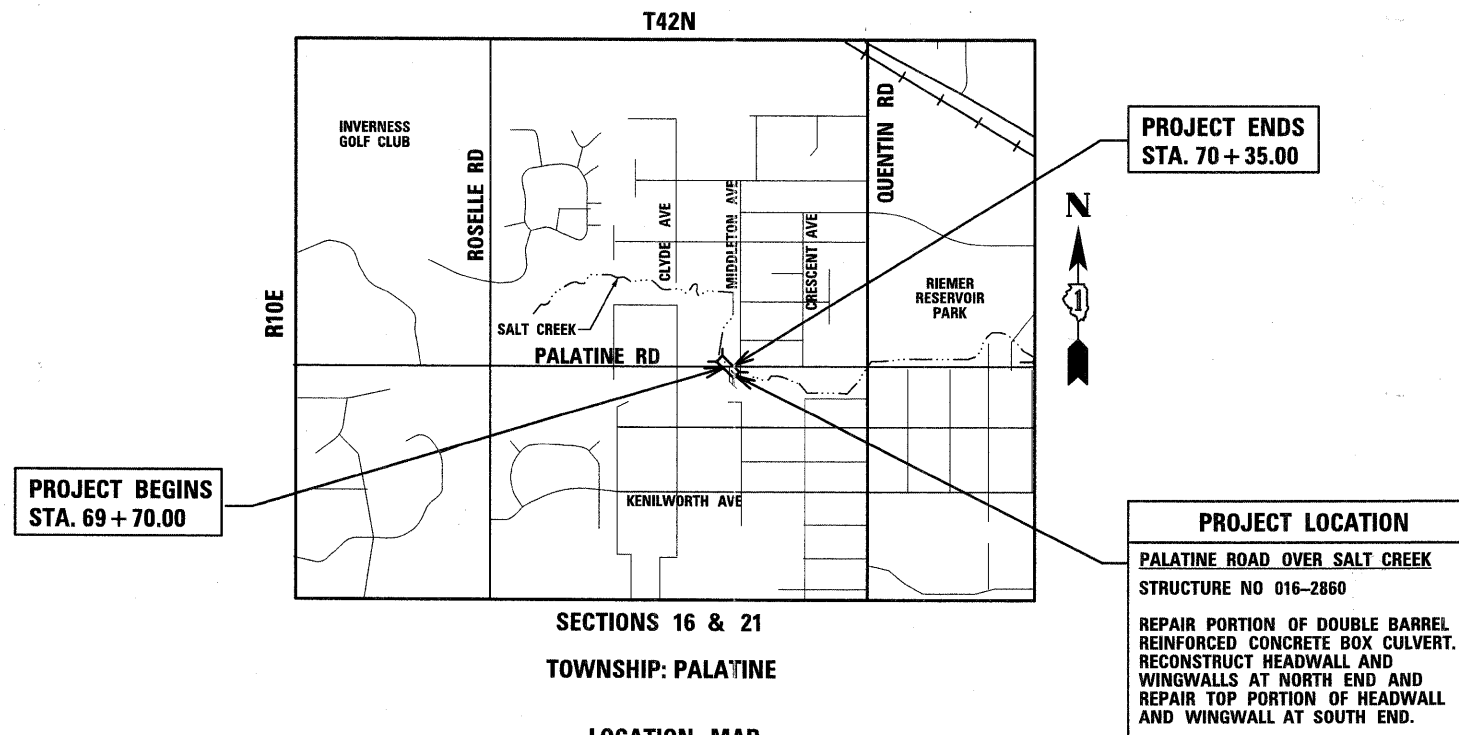 T42N
INVERNESS
GOLF CLUB
ROSELLE RD
QUENTIN RD
PROJECT ENDS
STA. 70+35.00
N
1
CLYDE AVE
MIDDLETON AVE
CRESCENT AVE
R10E
RIEMER
RESERVOIR
PARK
SALT CREEK
PALATINE RD
PROJECT BEGINS
STA. 69+70.00
KENILWORTH AVE
PROJECT LOCATION
PALATINE ROAD OVER SALT CREEK
STRUCTURE NO 016-2860
REPAIR PORTION OF DOUBLE BARREL
REINFORCED CONCRETE BOX CULVERT.
RECONSTRUCT HEADWALL AND
WINGWALLS AT NORTH END AND
REPAIR TOP PORTION OF HEADWALL
AND WINGWALL AT SOUTH END.
SECTIONS 16 & 21
TOWNSHIP: PALATINE
LOCATION MAP